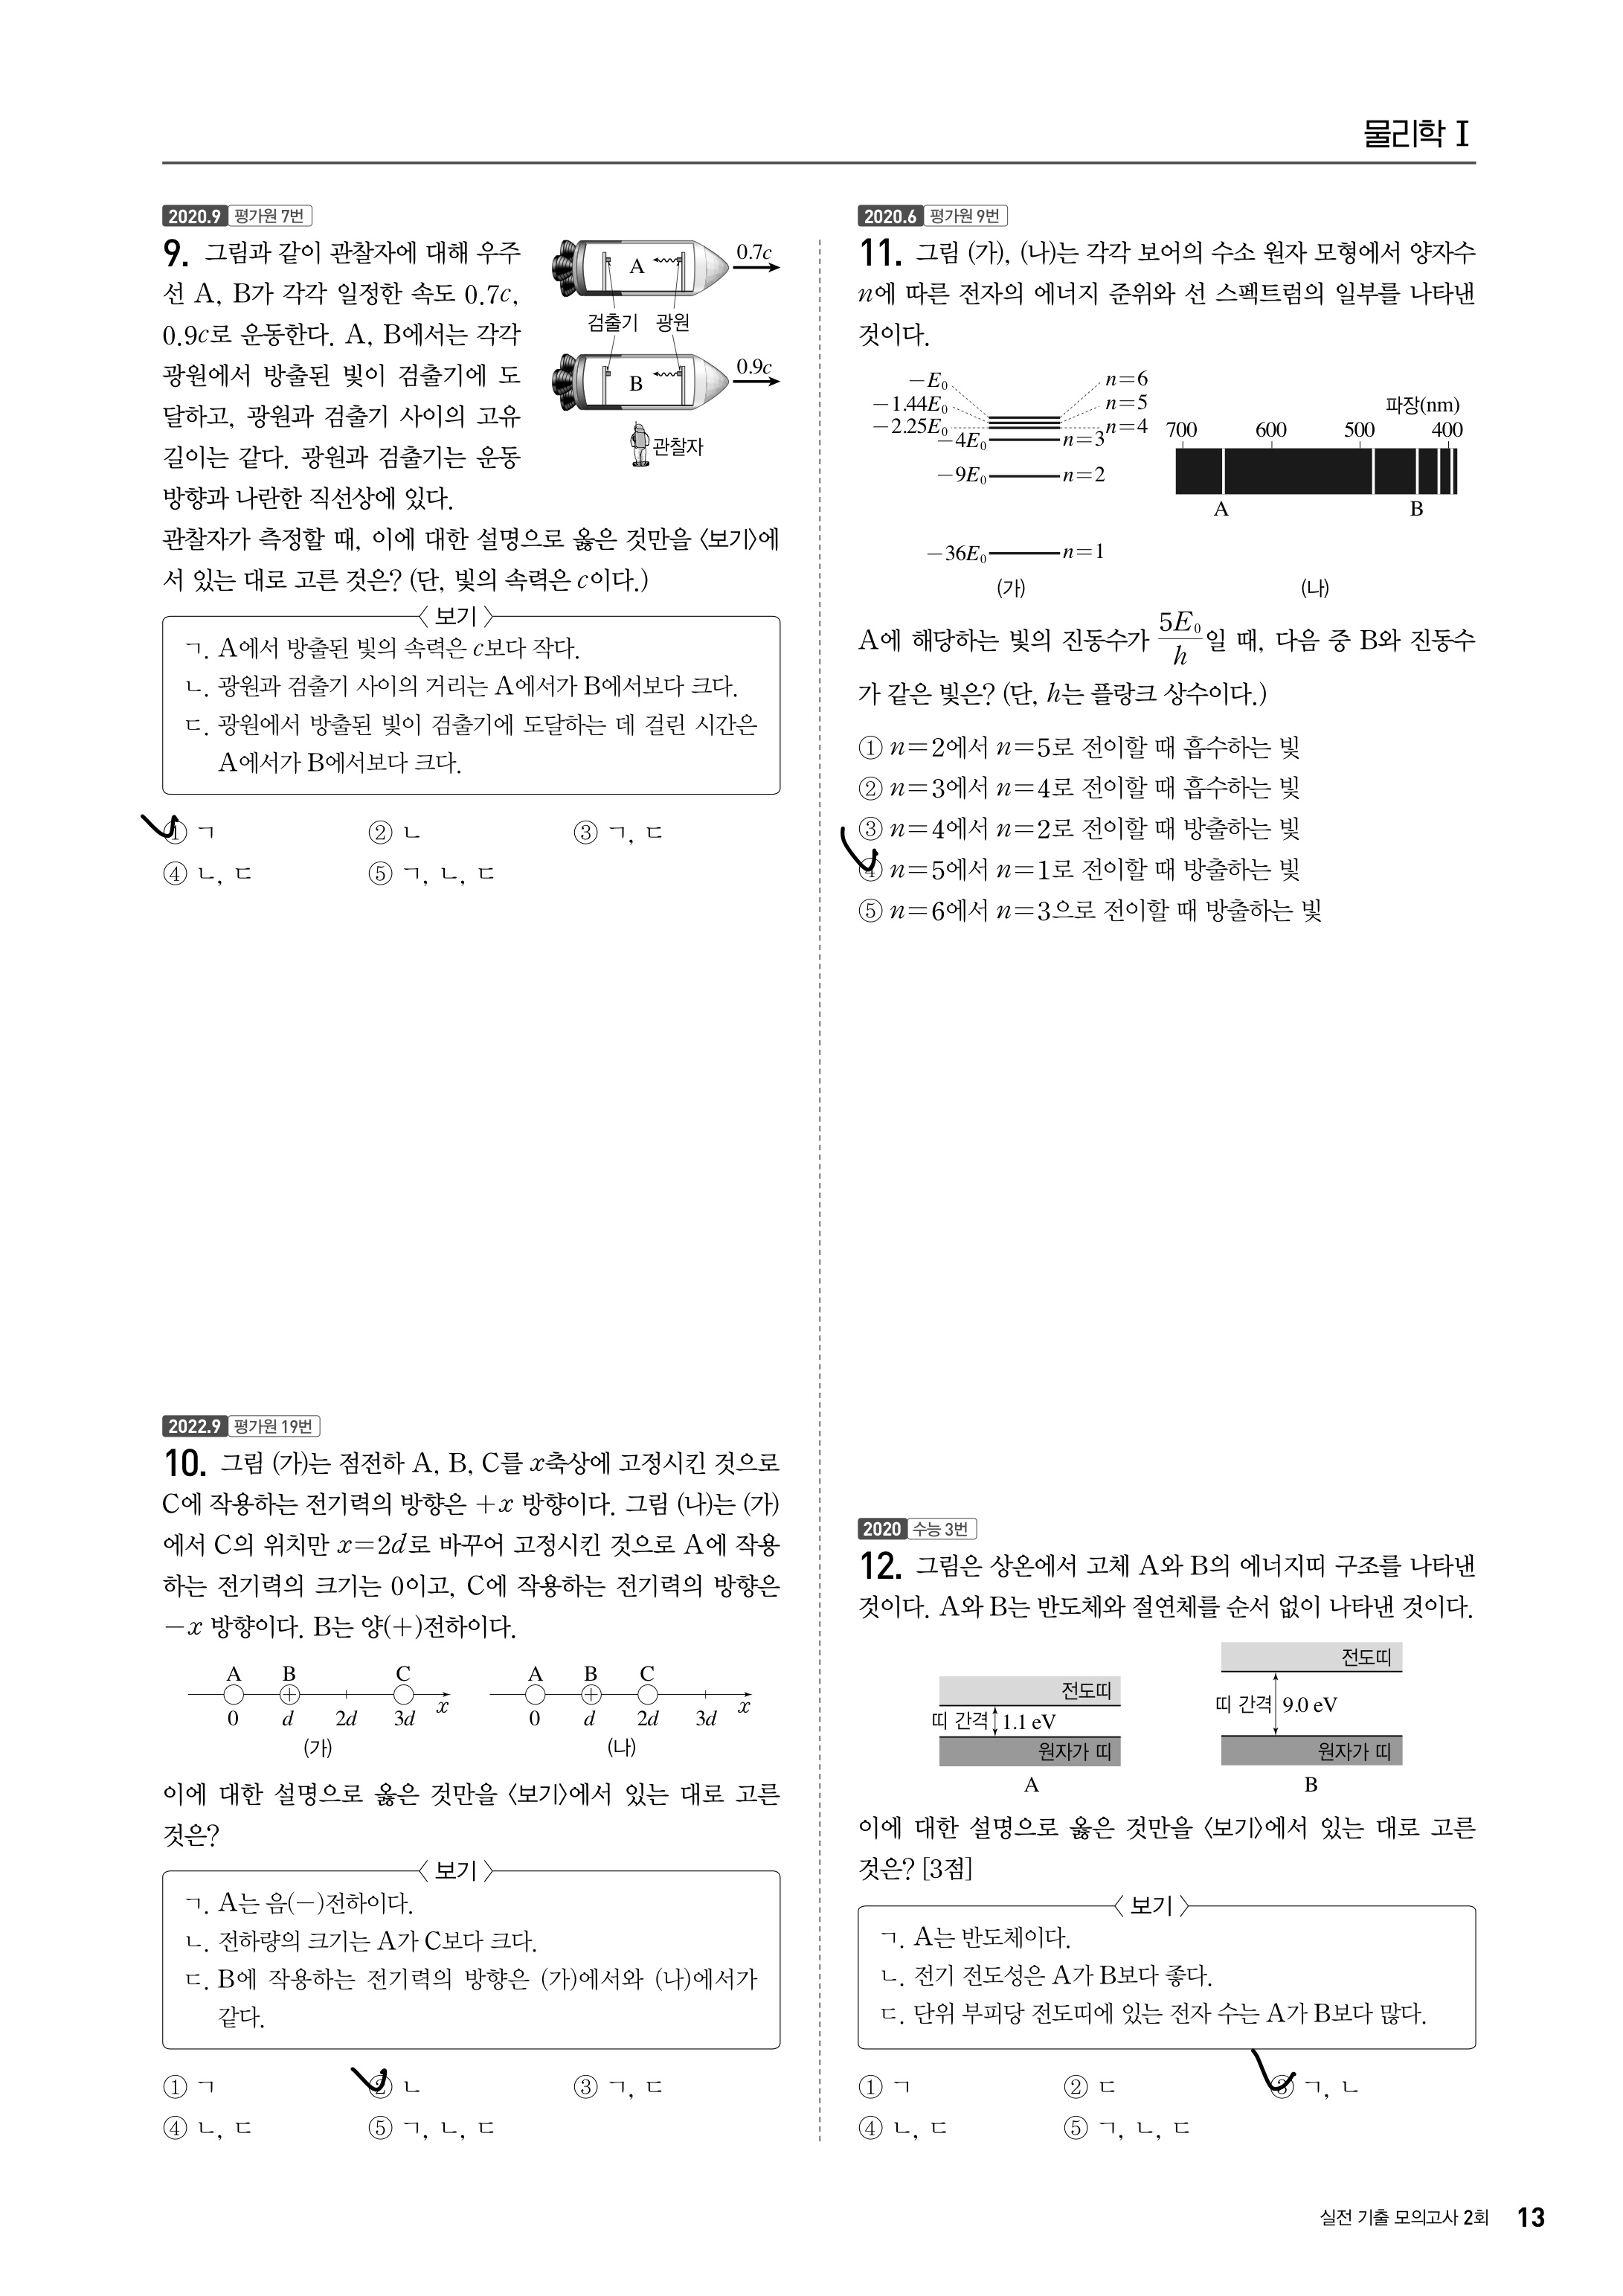 물리학 Ⅰ
2020.9 평가원 7번
9. 그림과 같이 관찰자에 대해 우주
선 A, B가 각각 일정한 속도 0.7c,
0.9c로 운동한다. A, B에서는 각각
광원에서 방출된 빛이 검출기에 도
달하고, 광원과 검출기 사이의 고유
길이는 같다. 광원과 검출기는 운동
방향과 나란한 직선상에 있다.
A
0.7c
검출기 광원
B
0.9c
관찰자
관찰자가 측정할 때, 이에 대한 설명으로 옳은 것만을 〈보기〉에
서 있는 대로 고른 것은? (단, 빛의 속력은 c이다.)
〈 보기 〉
ㄱ. A에서 방출된 빛의 속력은 c보다 작다.
ㄴ. 광원과 검출기 사이의 거리는 A에서가 B에서보다 크다.
ㄷ. 광원에서 방출된 빛이 검출기에 도달하는 데 걸린 시간은
A에서가 B에서보다 크다.
① ㄱ ② ㄴ ③ ㄱ, ㄷ
④ ㄴ, ㄷ ⑤ ㄱ, ㄴ, ㄷ
2022.9 평가원 19번
10. 그림 (가)는 점전하 A, B, C를 x축상에 고정시킨 것으로
C에 작용하는 전기력의 방향은 +x 방향이다. 그림 (나)는 (가)
에서 C의 위치만 x=2d로 바꾸어 고정시킨 것으로 A에 작용
하는 전기력의 크기는 0이고, C에 작용하는 전기력의 방향은
-x 방향이다. B는 양(+)전하이다.
A B C A B C
+ +
0 d 2d 3d x 0 d 2d 3d x
(가) (나)
이에 대한 설명으로 옳은 것만을 〈보기〉에서 있는 대로 고른
것은?
〈 보기 〉
ㄱ. A는 음(-)전하이다.
ㄴ. 전하량의 크기는 A가 C보다 크다.
ㄷ. B에 작용하는 전기력의 방향은 (가)에서와 (나)에서가
같다.
① ㄱ ② ㄴ ③ ㄱ, ㄷ
④ ㄴ, ㄷ ⑤ ㄱ, ㄴ, ㄷ
2020.6 평가원 9번
11. 그림 (가), (나)는 각각 보어의 수소 원자 모형에서 양자수
n에 따른 전자의 에너지 준위와 선 스펙트럼의 일부를 나타낸
것이다.
-E₀ n=6
-1.44E₀ n=5
-2.25E₀ n=4
-4E₀ n=3
-9E₀ n=2
-36E₀ n=1
(가)
파장(nm)
700 600 500 400
A B
(나)
A에 해당하는 빛의 진동수가 5E₀/h일 때, 다음 중 B와 진동수
가 같은 빛은? (단, h는 플랑크 상수이다.)
① n=2에서 n=5로 전이할 때 흡수하는 빛
② n=3에서 n=4로 전이할 때 흡수하는 빛
③ n=4에서 n=2로 전이할 때 방출하는 빛
④ n=5에서 n=1로 전이할 때 방출하는 빛
⑤ n=6에서 n=3으로 전이할 때 방출하는 빛
2020 수능 3번
12. 그림은 상온에서 고체 A와 B의 에너지띠 구조를 나타낸
것이다. A와 B는 반도체와 절연체를 순서 없이 나타낸 것이다.
전도띠
띠 간격 1.1 eV
원자가 띠
A
전도띠
띠 간격 9.0 eV
원자가 띠
B
이에 대한 설명으로 옳은 것만을 〈보기〉에서 있는 대로 고른
것은? [3점]
〈 보기 〉
ㄱ. A는 반도체이다.
ㄴ. 전기 전도성은 A가 B보다 좋다.
ㄷ. 단위 부피당 전도띠에 있는 전자 수는 A가 B보다 많다.
① ㄱ ② ㄷ ③ ㄱ, ㄴ
④ ㄴ, ㄷ ⑤ ㄱ, ㄴ, ㄷ
실전 기출 모의고사 2회 13